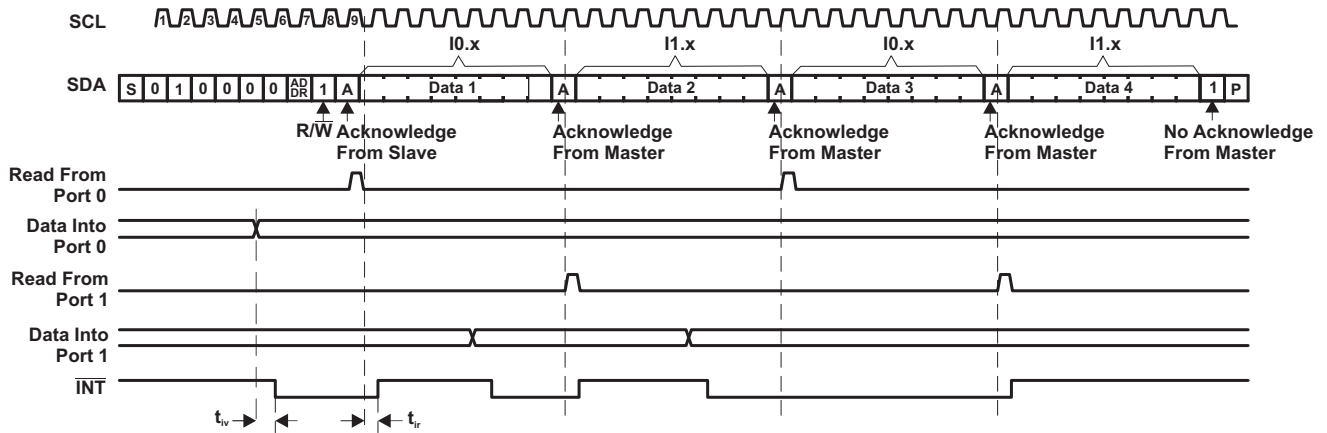 SCL 1 2 3 4 5 6 7 8 9
I0.x I1.x I0.x I1.x
SDA S 0 1 0 0 0 0 AD DR 1 A Data 1 A Data 2 A Data 3 A Data 4 1 P
R/W Acknowledge From Slave
Acknowledge From Master
Acknowledge From Master
Acknowledge From Master
No Acknowledge From Master
Read From
Port 0
Data Into
Port 0
Read From
Port 1
Data Into
Port 1
INT
tiv tir